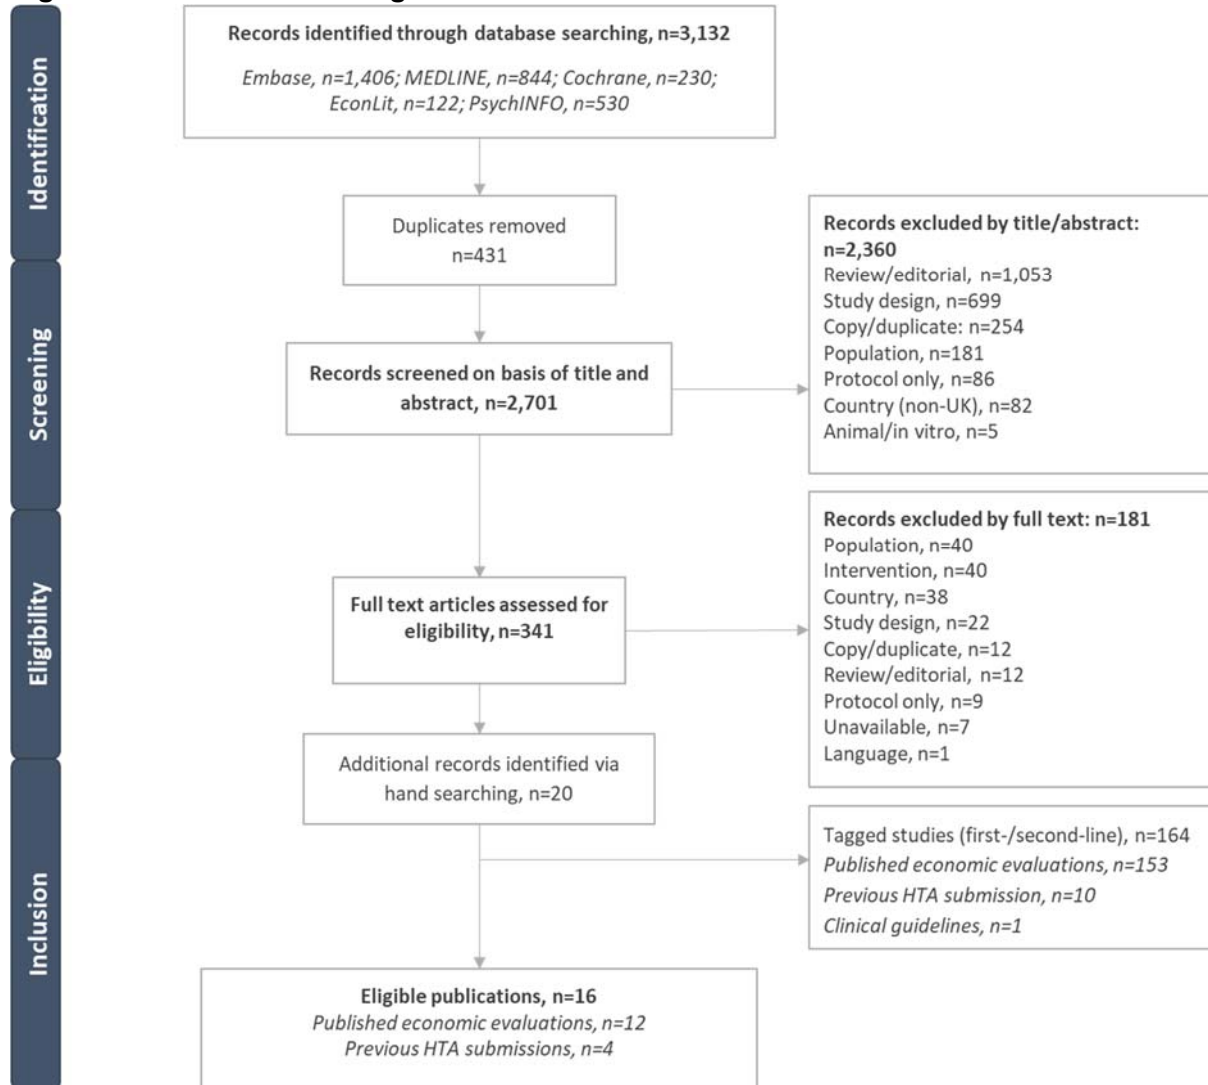 Identification
Records identified through database searching, n=3,132
Embase, n=1,406; MEDLINE, n=844; Cochrane, n=230;
EconLit, n=122; PsychINFO, n=530
Duplicates removed
n=431
Screening
Records screened on basis of title and
abstract, n=2,701
Records excluded by title/abstract:
n=2,360
Review/editorial, n=1,053
Study design, n=699
Copy/duplicate: n=254
Population, n=181
Protocol only, n=86
Country (non-UK), n=82
Animal/in vitro, n=5
Eligibility
Full text articles assessed for
eligibility, n=341
Records excluded by full text: n=181
Population, n=40
Intervention, n=40
Country, n=38
Study design, n=22
Copy/duplicate, n=12
Review/editorial, n=12
Protocol only, n=9
Unavailable, n=7
Language, n=1
Additional records identified via
hand searching, n=20
Inclusion
Tagged studies (first-/second-line), n=164
Published economic evaluations, n=153
Previous HTA submission, n=10
Clinical guidelines, n=1
Eligible publications, n=16
Published economic evaluations, n=12
Previous HTA submissions, n=4